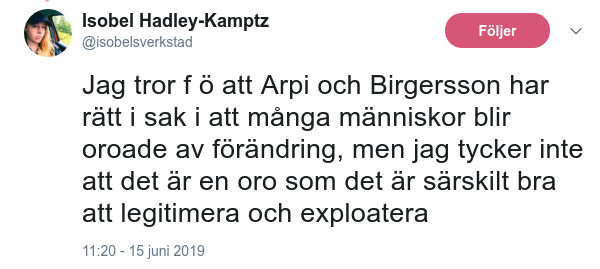 Isobel Hadley-Kamptz
@isobelsverkstad
Följer
Jag tror f ö att Arpi och Birgersson har
rätt i sak i att många människor blir
oroade av förändring, men jag tycker inte
att det är en oro som det är särskilt bra
att legitimera och exploatera
11:20 - 15 juni 2019